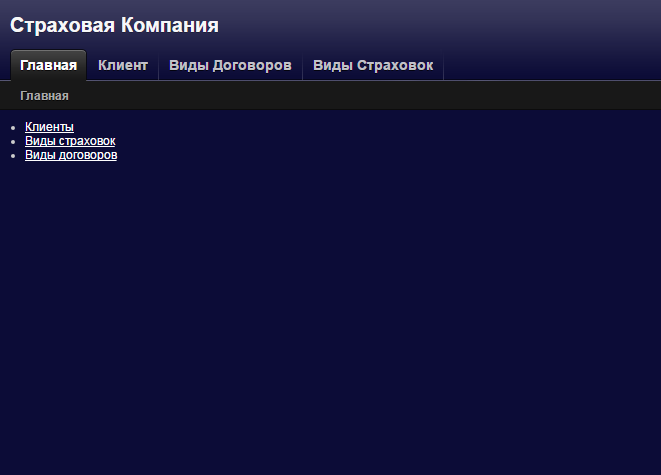 Страховая Компания
Главная Клиент Виды Договоров Виды Страховок
Главная
Клиенты
Виды страховок
Виды договоров